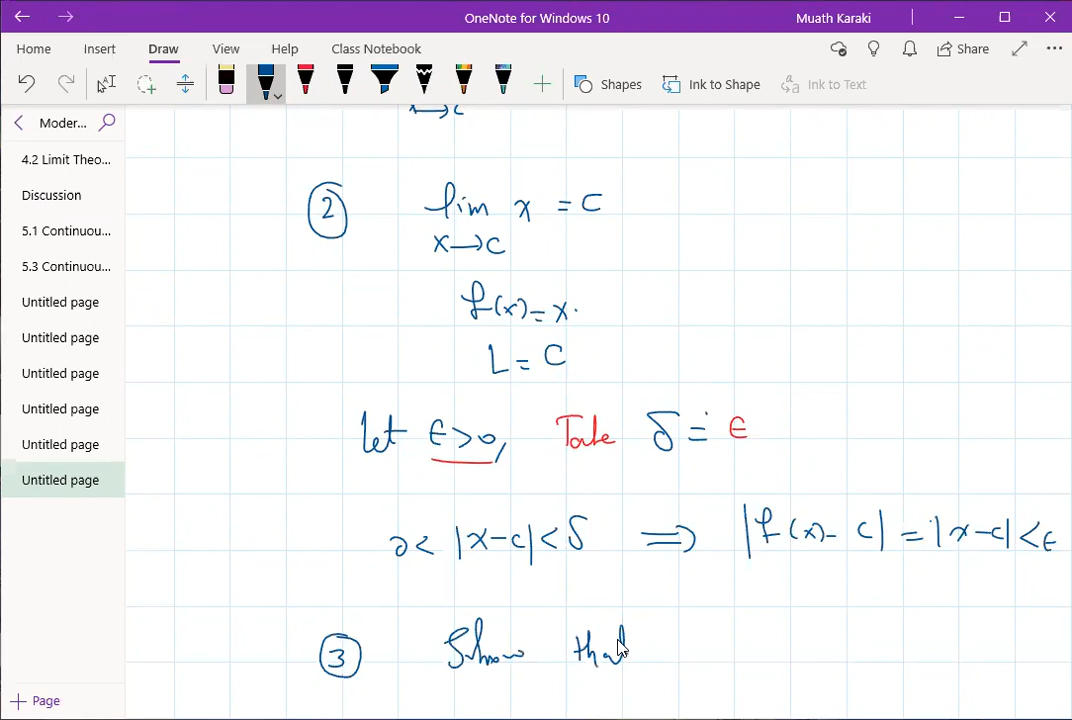 OneNote for Windows 10
Muath Karaki
Home Insert Draw View Help Class Notebook
Share
Shapes
Ink to Shape
Ink to Text
Moder...
4.2 Limit Theo...
Discussion
5.1 Continuou...
5.3 Continuou...
Untitled page
Untitled page
Untitled page
Untitled page
Untitled page
Untitled page
Page
x→c
② lim x = c
x→c
f(x)=x.
L = C
let ε>0, Take δ = ε
0< |x-c|<δ ⟹ |f(x)- c| = |x-c|<ε
③ Show that